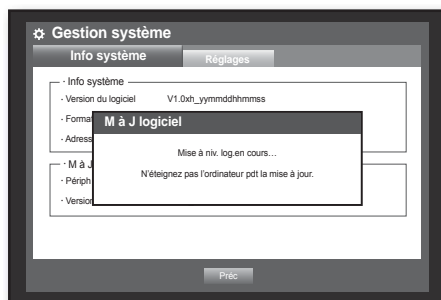 Gestion système
Info système
Réglages
· Info système
· Version du logiciel V1.0xh_yymmddhhmmss
· Format
· Adress
M à J logiciel
Mise à niv. log.en cours…
N'éteignez pas l'ordinateur pdt la mise à jour.
· M à J
· Périph
· Version
Préc